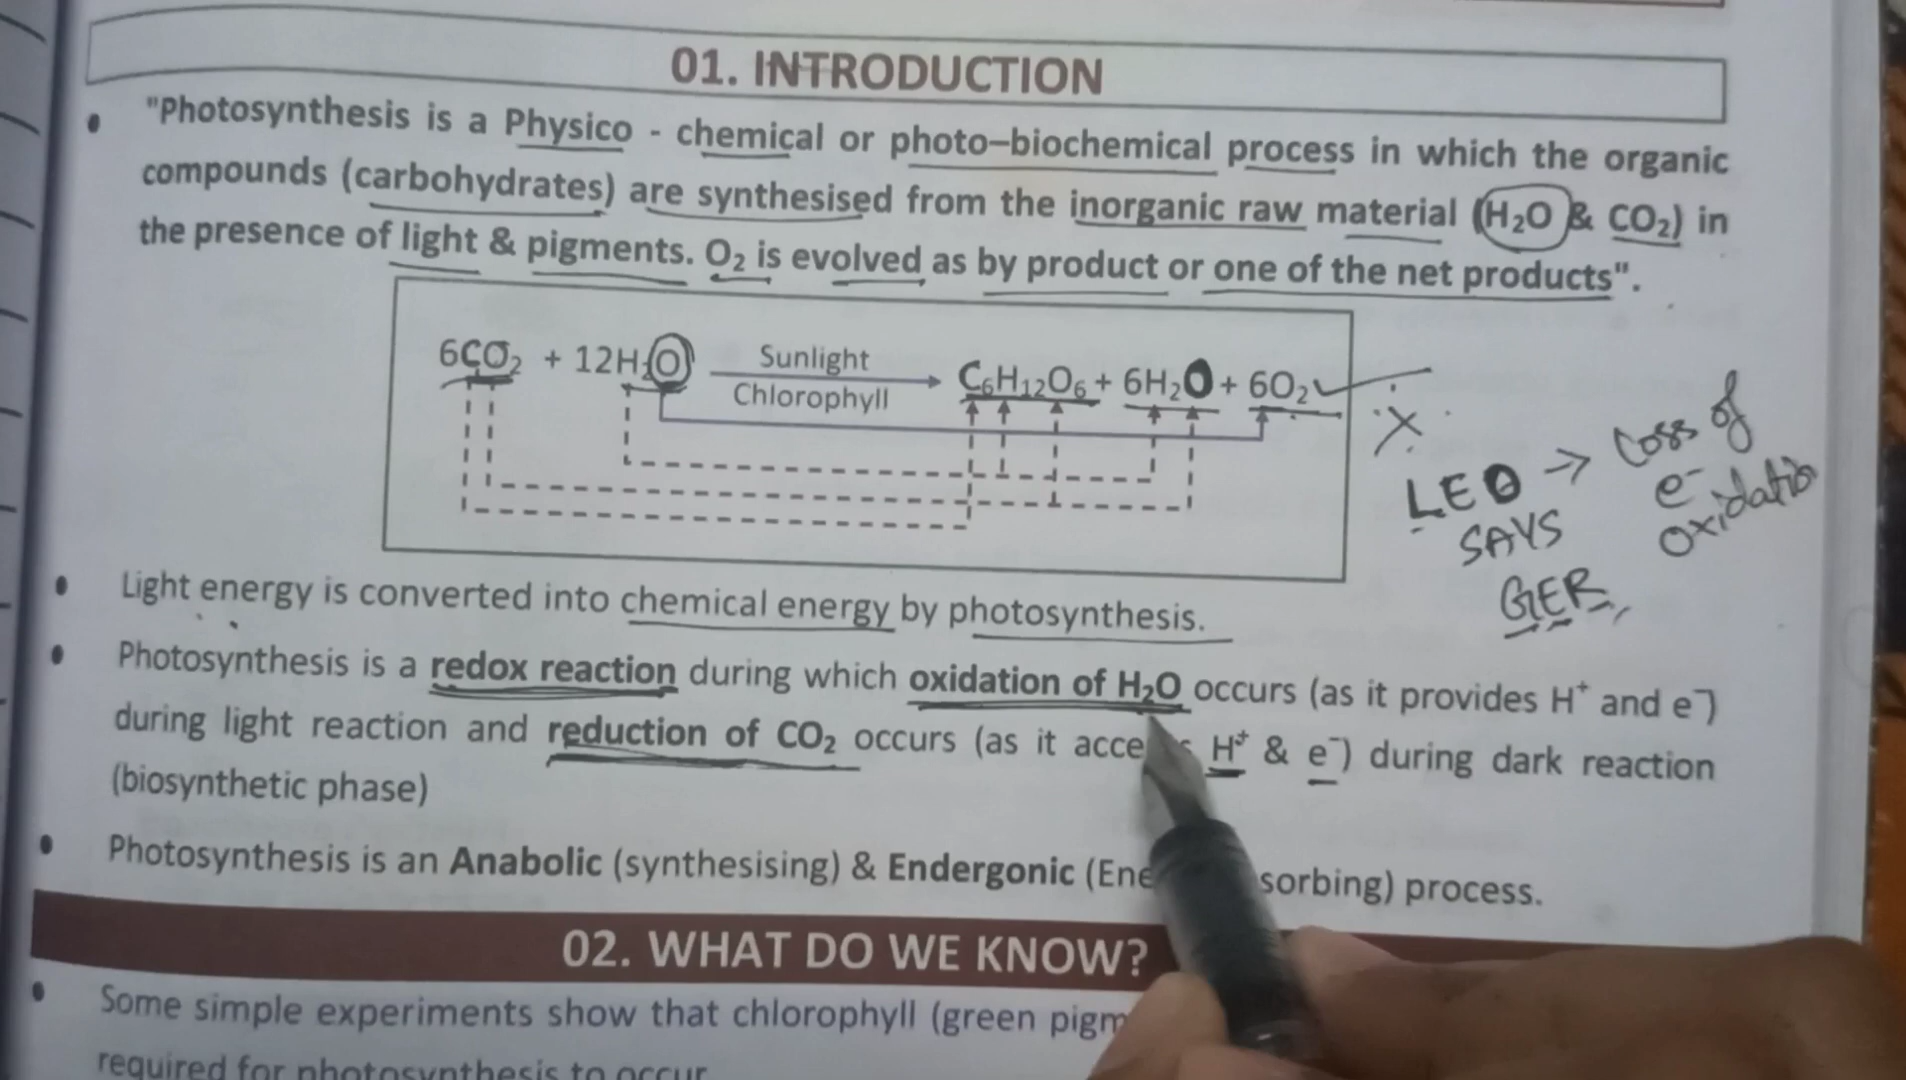 01. INTRODUCTION
• "Photosynthesis is a Physico - chemical or photo–biochemical process in which the organic
compounds (carbohydrates) are synthesised from the inorganic raw material (H₂O & CO₂) in
the presence of light & pigments. O₂ is evolved as by product or one of the net products".
6CO₂ + 12H₂O Sunlight Chlorophyll C₆H₁₂O₆ + 6H₂O + 6O₂
LEO → Loss of
e⁻
oxidatio
SAYS
GER
• Light energy is converted into chemical energy by photosynthesis.
• Photosynthesis is a redox reaction during which oxidation of H₂O occurs (as it provides H⁺ and e⁻)
during light reaction and reduction of CO₂ occurs (as it acce H⁺ & e⁻) during dark reaction
(biosynthetic phase)
• Photosynthesis is an Anabolic (synthesising) & Endergonic (Ene sorbing) process.
02. WHAT DO WE KNOW?
• Some simple experiments show that chlorophyll (green pigm
required for photosynthesis to occur